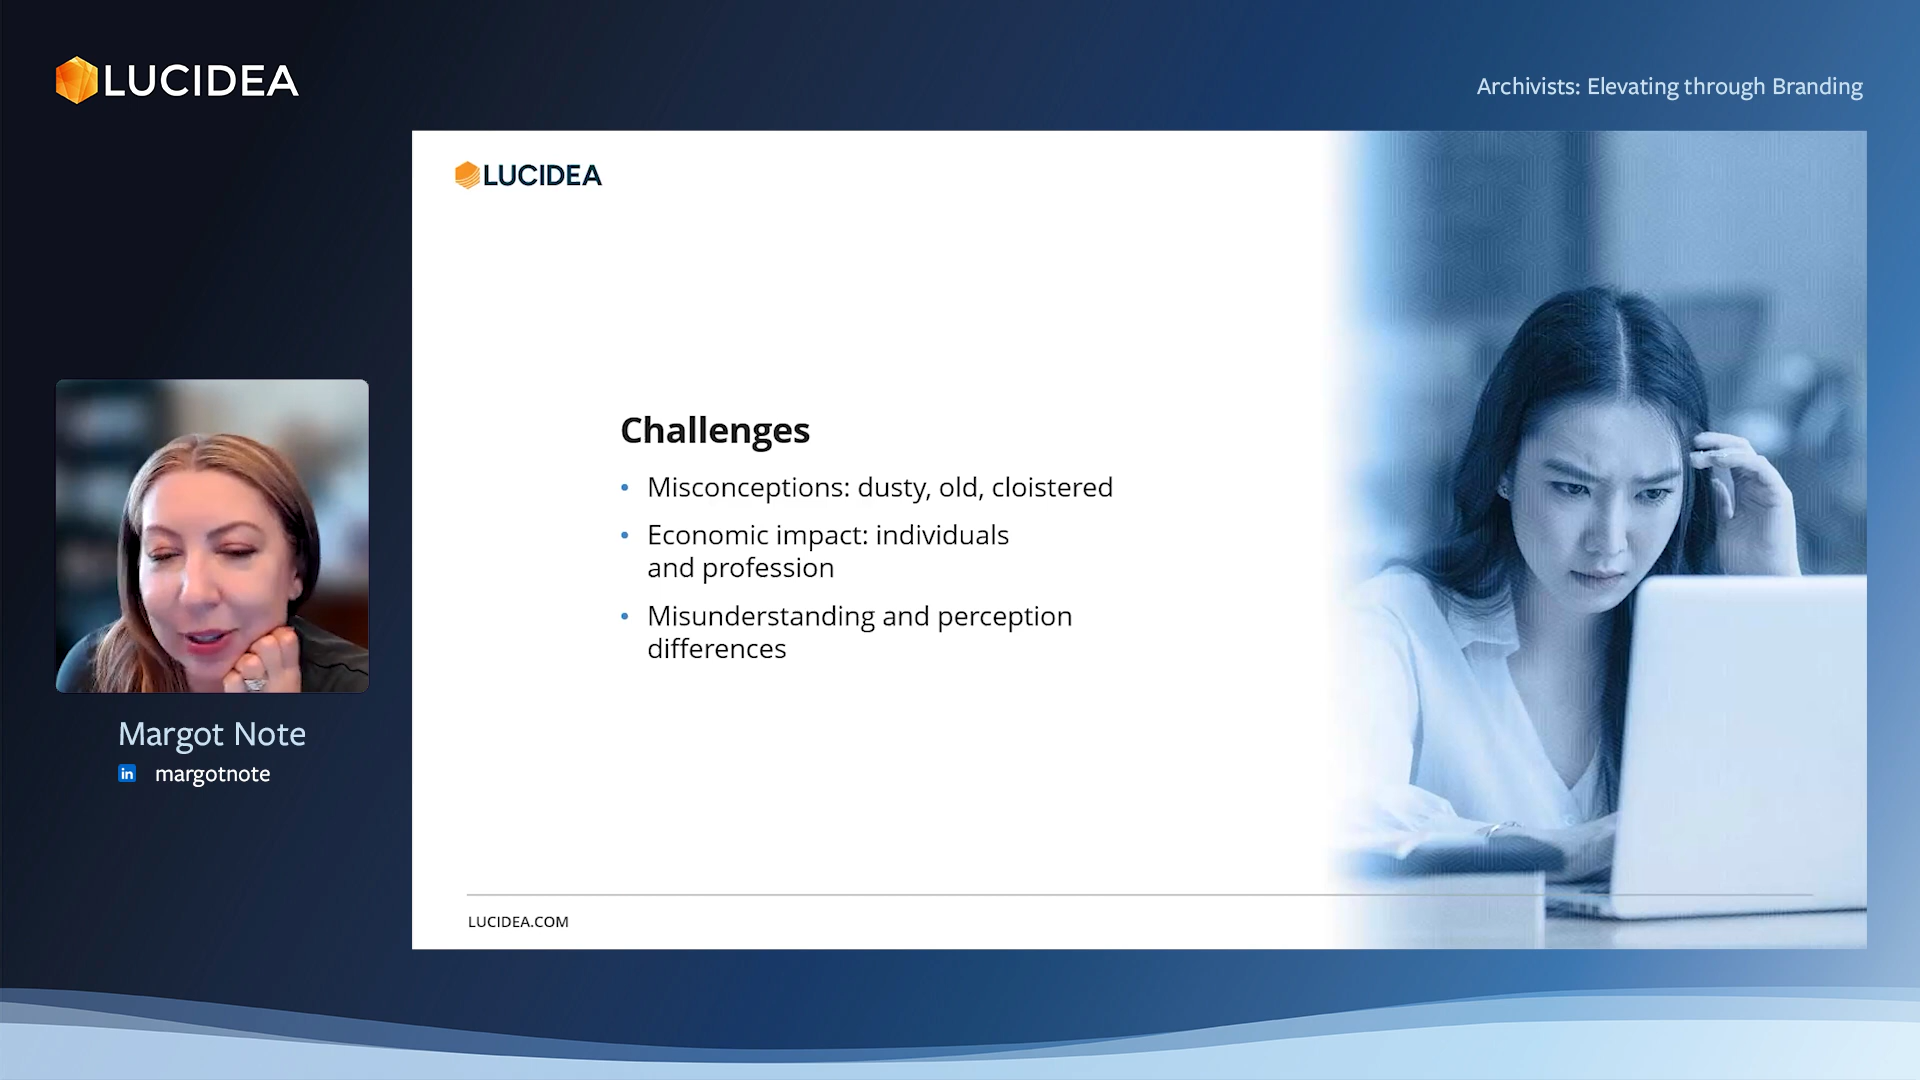 LUCIDEA
Archivists: Elevating through Branding
LUCIDEA
Challenges
• Misconceptions: dusty, old, cloistered
• Economic impact: individuals
and profession
• Misunderstanding and perception
differences
LUCIDEA.COM
Margot Note
in margotnote